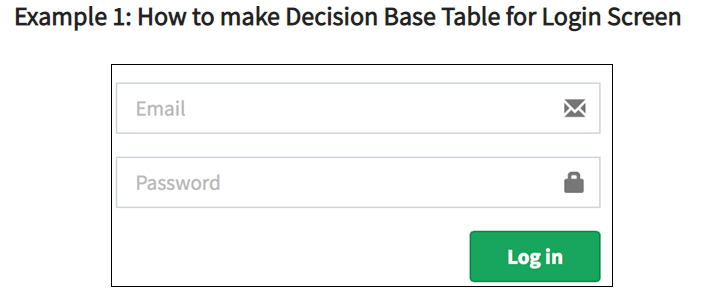 Example 1: How to make Decision Base Table for Login Screen
Email
Password
Log in